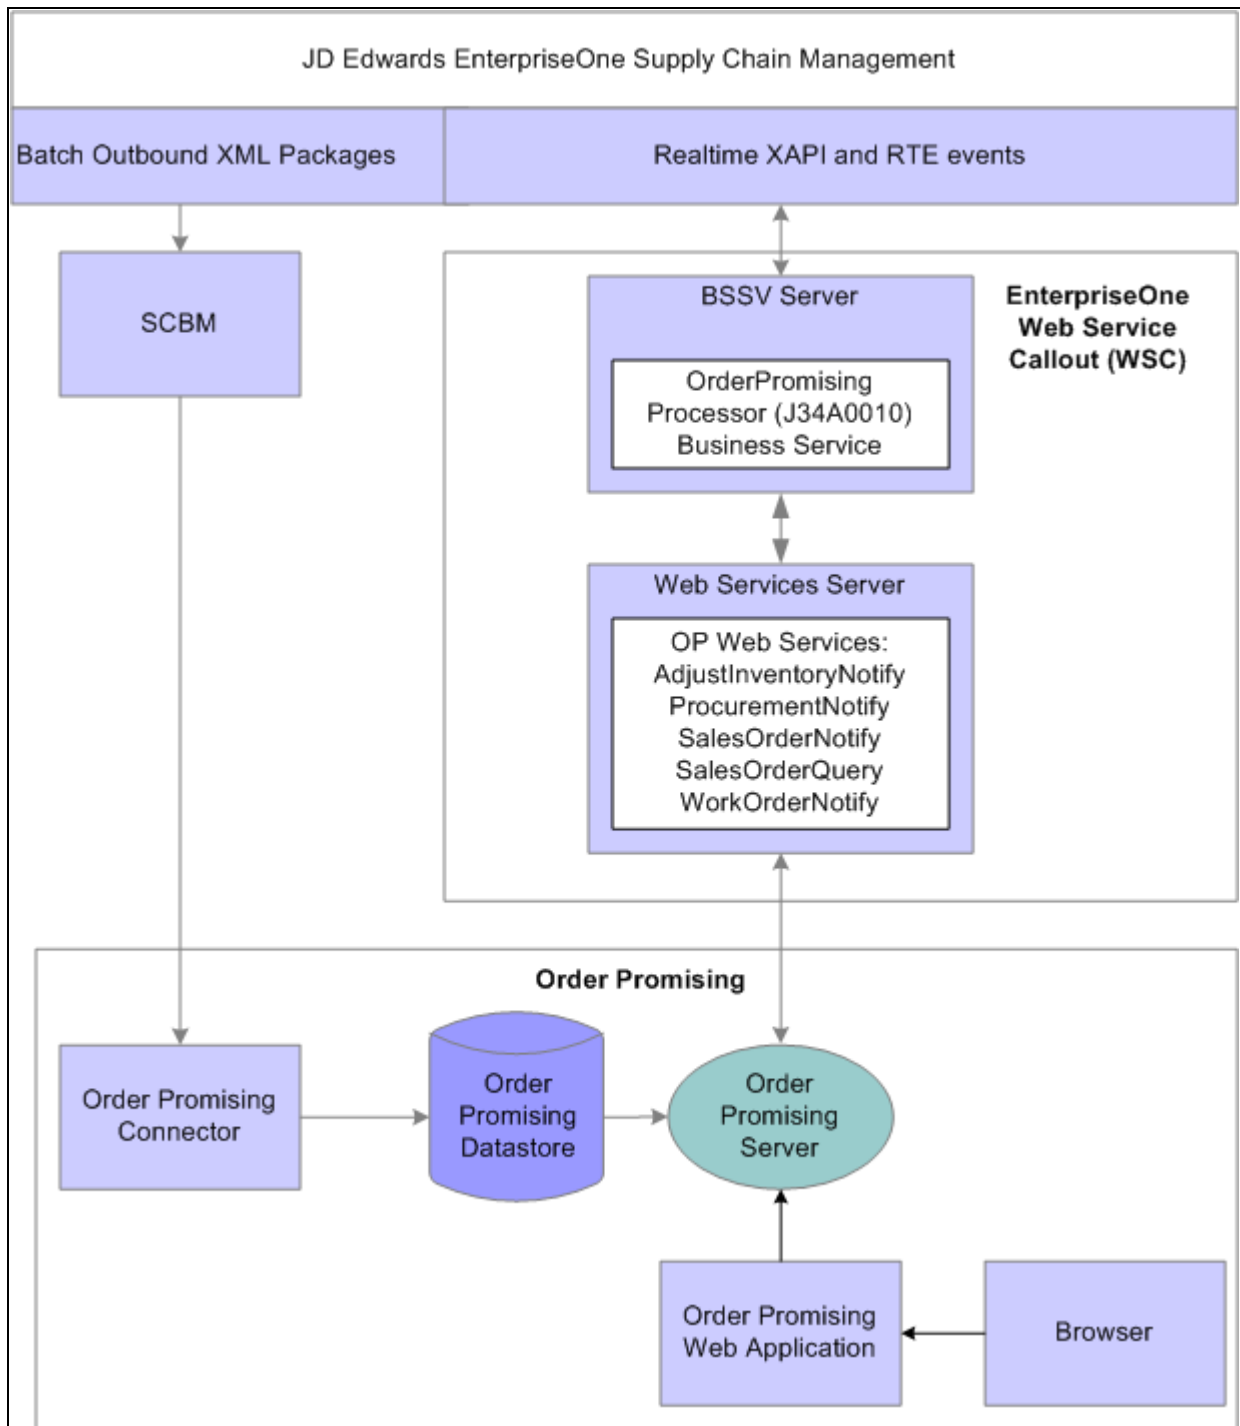 JD Edwards EnterpriseOne Supply Chain Management
Batch Outbound XML Packages
Realtime XAPI and RTE events
SCBM
BSSV Server
OrderPromising
Processor (J34A0010)
Business Service
EnterpriseOne
Web Service
Callout (WSC)
Web Services Server
OP Web Services:
AdjustInventoryNotify
ProcurementNotify
SalesOrderNotify
SalesOrderQuery
WorkOrderNotify
Order Promising
Order Promising
Connector
Order
Promising
Datastore
Order
Promising
Server
Order Promising
Web Application
Browser